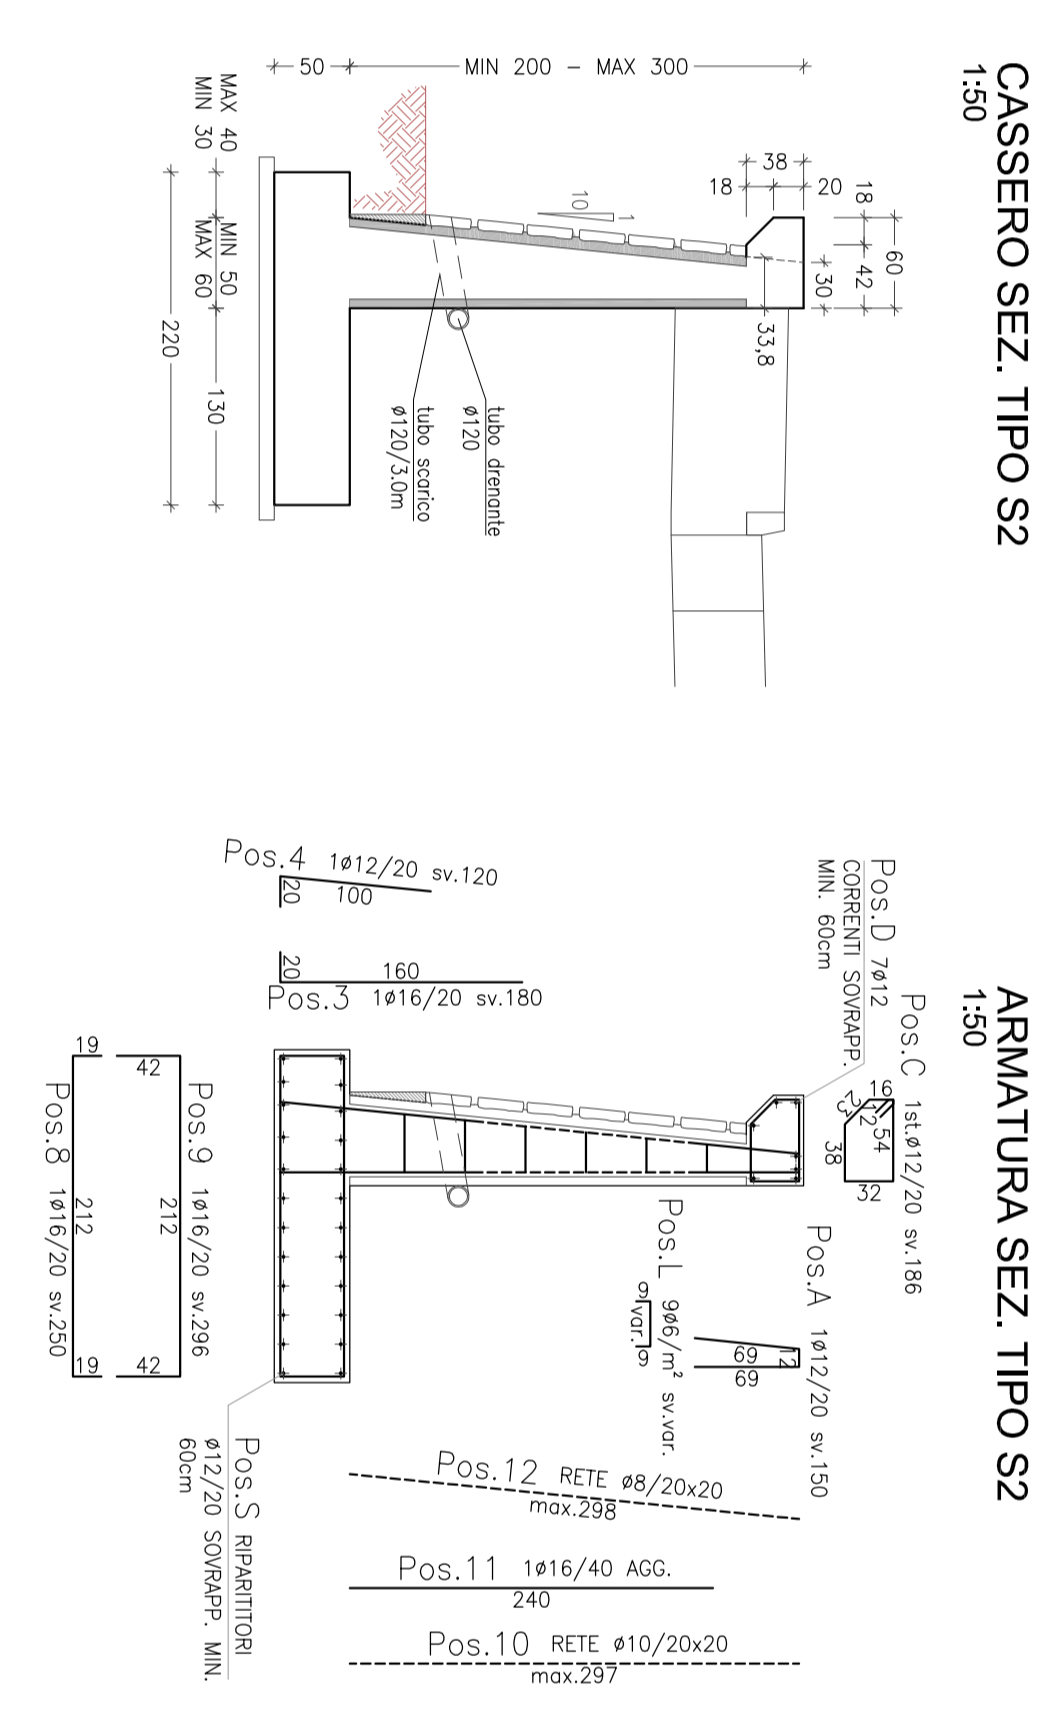 CASSERO SEZ. TIPO S2
1:50
50
MIN 200 - MAX 300
MAX 40
MIN 30
MIN 50
MAX 60
130
220
38
18
20
18
42
60
30
33,8
10
1
tubo drenante
ø120
tubo scarico
ø120/3.0m
ARMATURA SEZ. TIPO S2
1:50
Pos.4 1ø12/20 sv.120
20
100
20
160
Pos.3 1ø16/20 sv.180
Pos.D 7ø12
CORRENTI SOVRAPP.
MIN. 60cm
Pos.C 1st.ø12/20 sv.186
16
12
54
23
38
32
Pos.A 1ø12/20 sv.150
12
69
69
Pos.L 9ø6/m² sv.var.
9
var.
9
Pos.9 1ø16/20 sv.296
42
212
42
19
212
19
Pos.8 1ø16/20 sv.250
Pos.S RIPARITITORI
ø12/20 SOVRAPP. MIN.
60cm
Pos.12 RETE ø8/20x20
max.298
Pos.11 1ø16/40 AGG.
240
Pos.10 RETE ø10/20x20
max.297